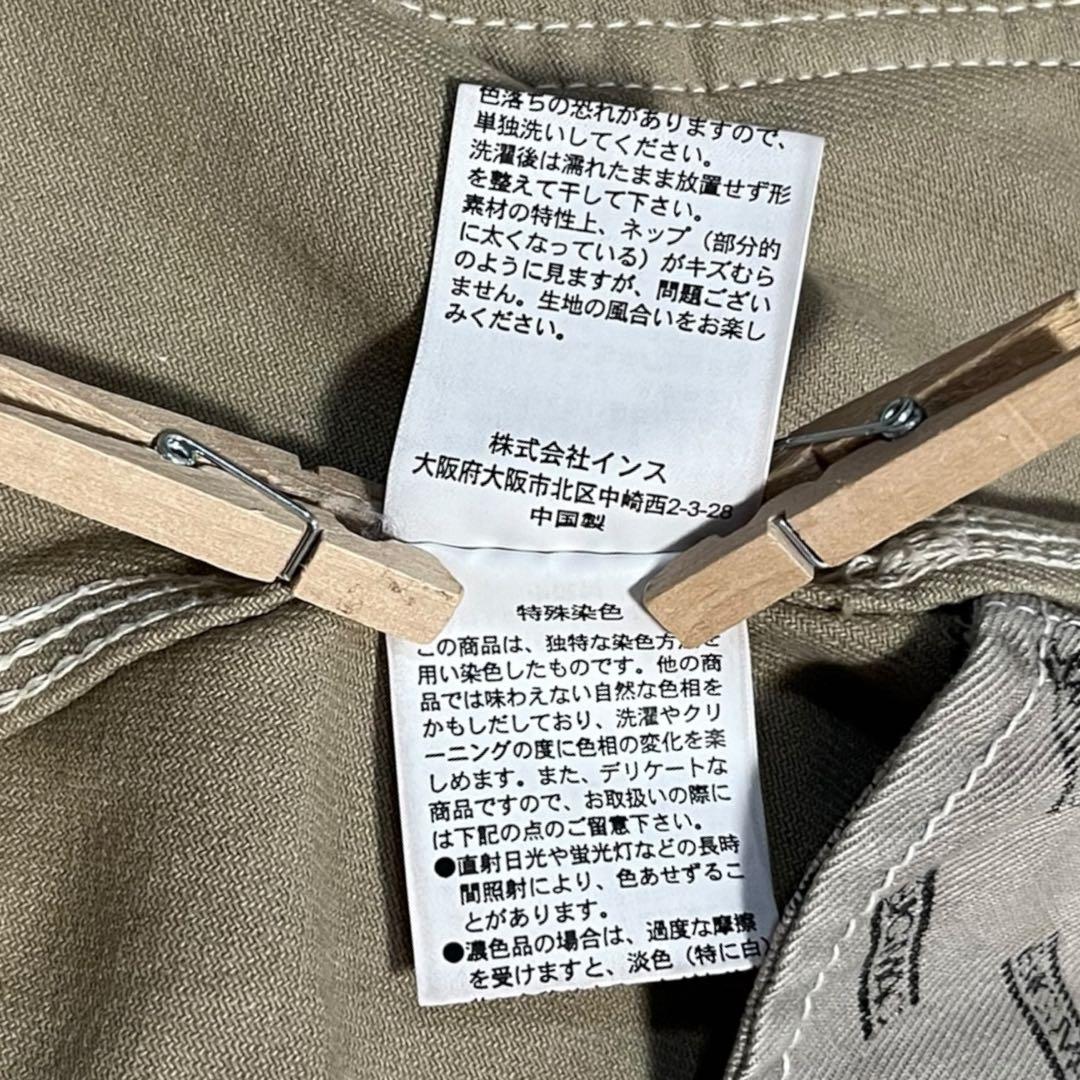 色落ちの恐れがありますので、
単独洗いしてください。
洗濯後は濡れたまま放置せず形
を整えて干して下さい。
素材の特性上、ネップ（部分的
に太くなっている）がキズむら
のように見ますが、問題ござい
ません。生地の風合いをお楽し
みください。
株式会社インス
大阪府大阪市北区中崎西2-3-28
中国製
特殊染色
この商品は、独特な染色方法を
用い染色したものです。他の商
品では味わえない自然な色相を
かもしだしており、洗濯やクリ
ーニングの度に色相の変化を楽
しめます。また、デリケートな
商品ですので、お取扱いの際に
は下記の点のご留意下さい。
●直射日光や蛍光灯などの長時
間照射により、色あせずるこ
とがあります。
●濃色品の場合は、過度な摩擦
を受けますと、淡色（特に白）